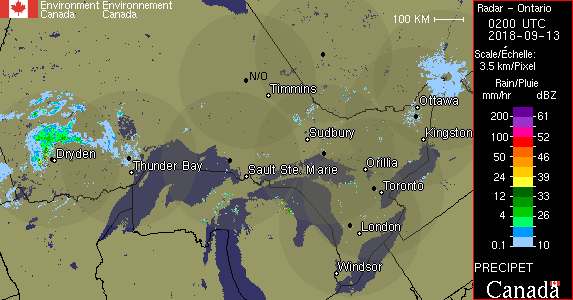 Environment Environnement
Canada Canada
100 KM
N/O
Timmins
Ottawa
Sudbury
Kingston
Dryden
Thunder Bay
Sault Ste. Marie
Orillia
Toronto
London
Windsor
Radar - Ontario
0200 UTC
2018-09-13
Scale/Échelle:
3.5 km/Pixel
Rain/Pluie
mm/hr dBZ
200 61
100 52
50 46
24 39
12 33
4 26
0.1 10
PRECIPET
Canada